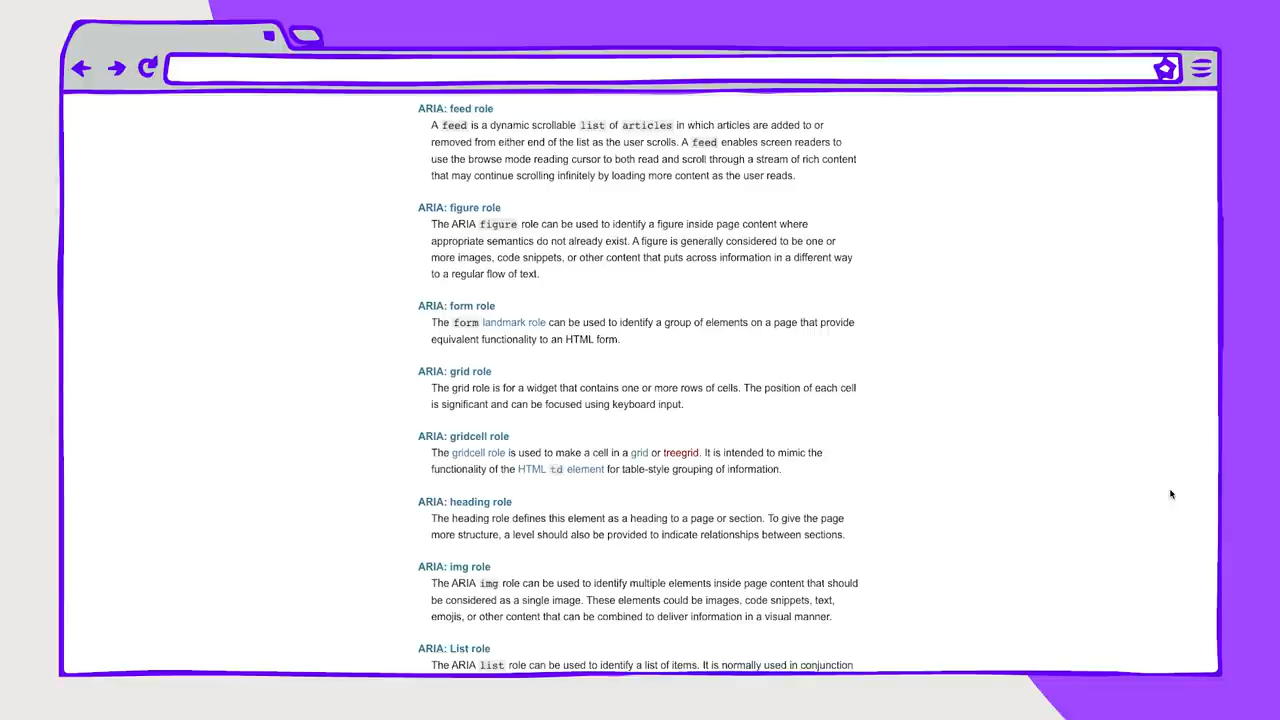 ARIA: feed role
A feed is a dynamic scrollable list of articles in which articles are added to or
removed from either end of the list as the user scrolls. A feed enables screen readers to
use the browse mode reading cursor to both read and scroll through a stream of rich content
that may continue scrolling infinitely by loading more content as the user reads.
ARIA: figure role
The ARIA figure role can be used to identify a figure inside page content where
appropriate semantics do not already exist. A figure is generally considered to be one or
more images, code snippets, or other content that puts across information in a different way
to a regular flow of text.
ARIA: form role
The form landmark role can be used to identify a group of elements on a page that provide
equivalent functionality to an HTML form.
ARIA: grid role
The grid role is for a widget that contains one or more rows of cells. The position of each cell
is significant and can be focused using keyboard input.
ARIA: gridcell role
The gridcell role is used to make a cell in a grid or treegrid. It is intended to mimic the
functionality of the HTML td element for table-style grouping of information.
ARIA: heading role
The heading role defines this element as a heading to a page or section. To give the page
more structure, a level should also be provided to indicate relationships between sections.
ARIA: img role
The ARIA img role can be used to identify multiple elements inside page content that should
be considered as a single image. These elements could be images, code snippets, text,
emojis, or other content that can be combined to deliver information in a visual manner.
ARIA: List role
The ARIA list role can be used to identify a list of items. It is normally used in conjunction